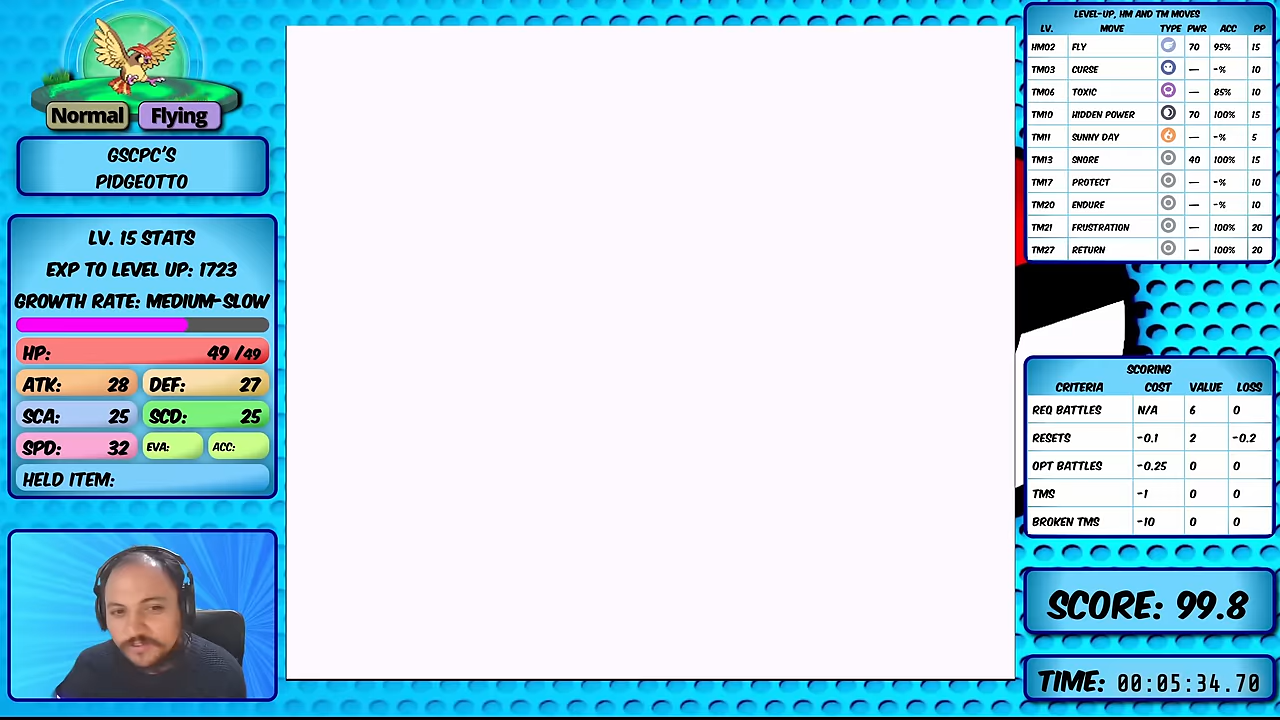 Normal Flying
GSCPC'S
PIDGEOTTO
LV. 15 STATS
EXP TO LEVEL UP: 1723
GROWTH RATE: MEDIUM-SLOW
HP: 49 /49
ATK: 28 DEF: 27
SCA: 25 SCD: 25
SPD: 32 EVA: ACC:
HELD ITEM:
LEVEL-UP, HM AND TM MOVES
LV. MOVE TYPE PWR ACC PP
HM02 FLY 70 95% 15
TM03 CURSE — -% 10
TM06 TOXIC — 85% 10
TM10 HIDDEN POWER 70 100% 15
TM11 SUNNY DAY — -% 5
TM13 SNORE 40 100% 15
TM17 PROTECT — -% 10
TM20 ENDURE — -% 10
TM21 FRUSTRATION — 100% 20
TM27 RETURN — 100% 20
SCORING
CRITERIA COST VALUE LOSS
REQ BATTLES N/A 6 0
RESETS -0.1 2 -0.2
OPT BATTLES -0.25 0 0
TMS -1 0 0
BROKEN TMS -10 0 0
SCORE: 99.8
TIME: 00:05:34.70